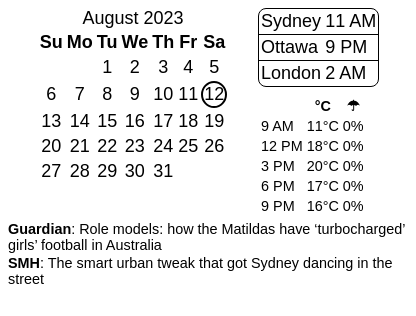 August 2023
Su Mo Tu We Th Fr Sa
1 2 3 4 5
6 7 8 9 10 11 12
13 14 15 16 17 18 19
20 21 22 23 24 25 26
27 28 29 30 31
Sydney 11 AM
Ottawa 9 PM
London 2 AM
°C ☂
9 AM 11°C 0%
12 PM 18°C 0%
3 PM 20°C 0%
6 PM 17°C 0%
9 PM 16°C 0%
Guardian: Role models: how the Matildas have ‘turbocharged’
girls’ football in Australia
SMH: The smart urban tweak that got Sydney dancing in the
street